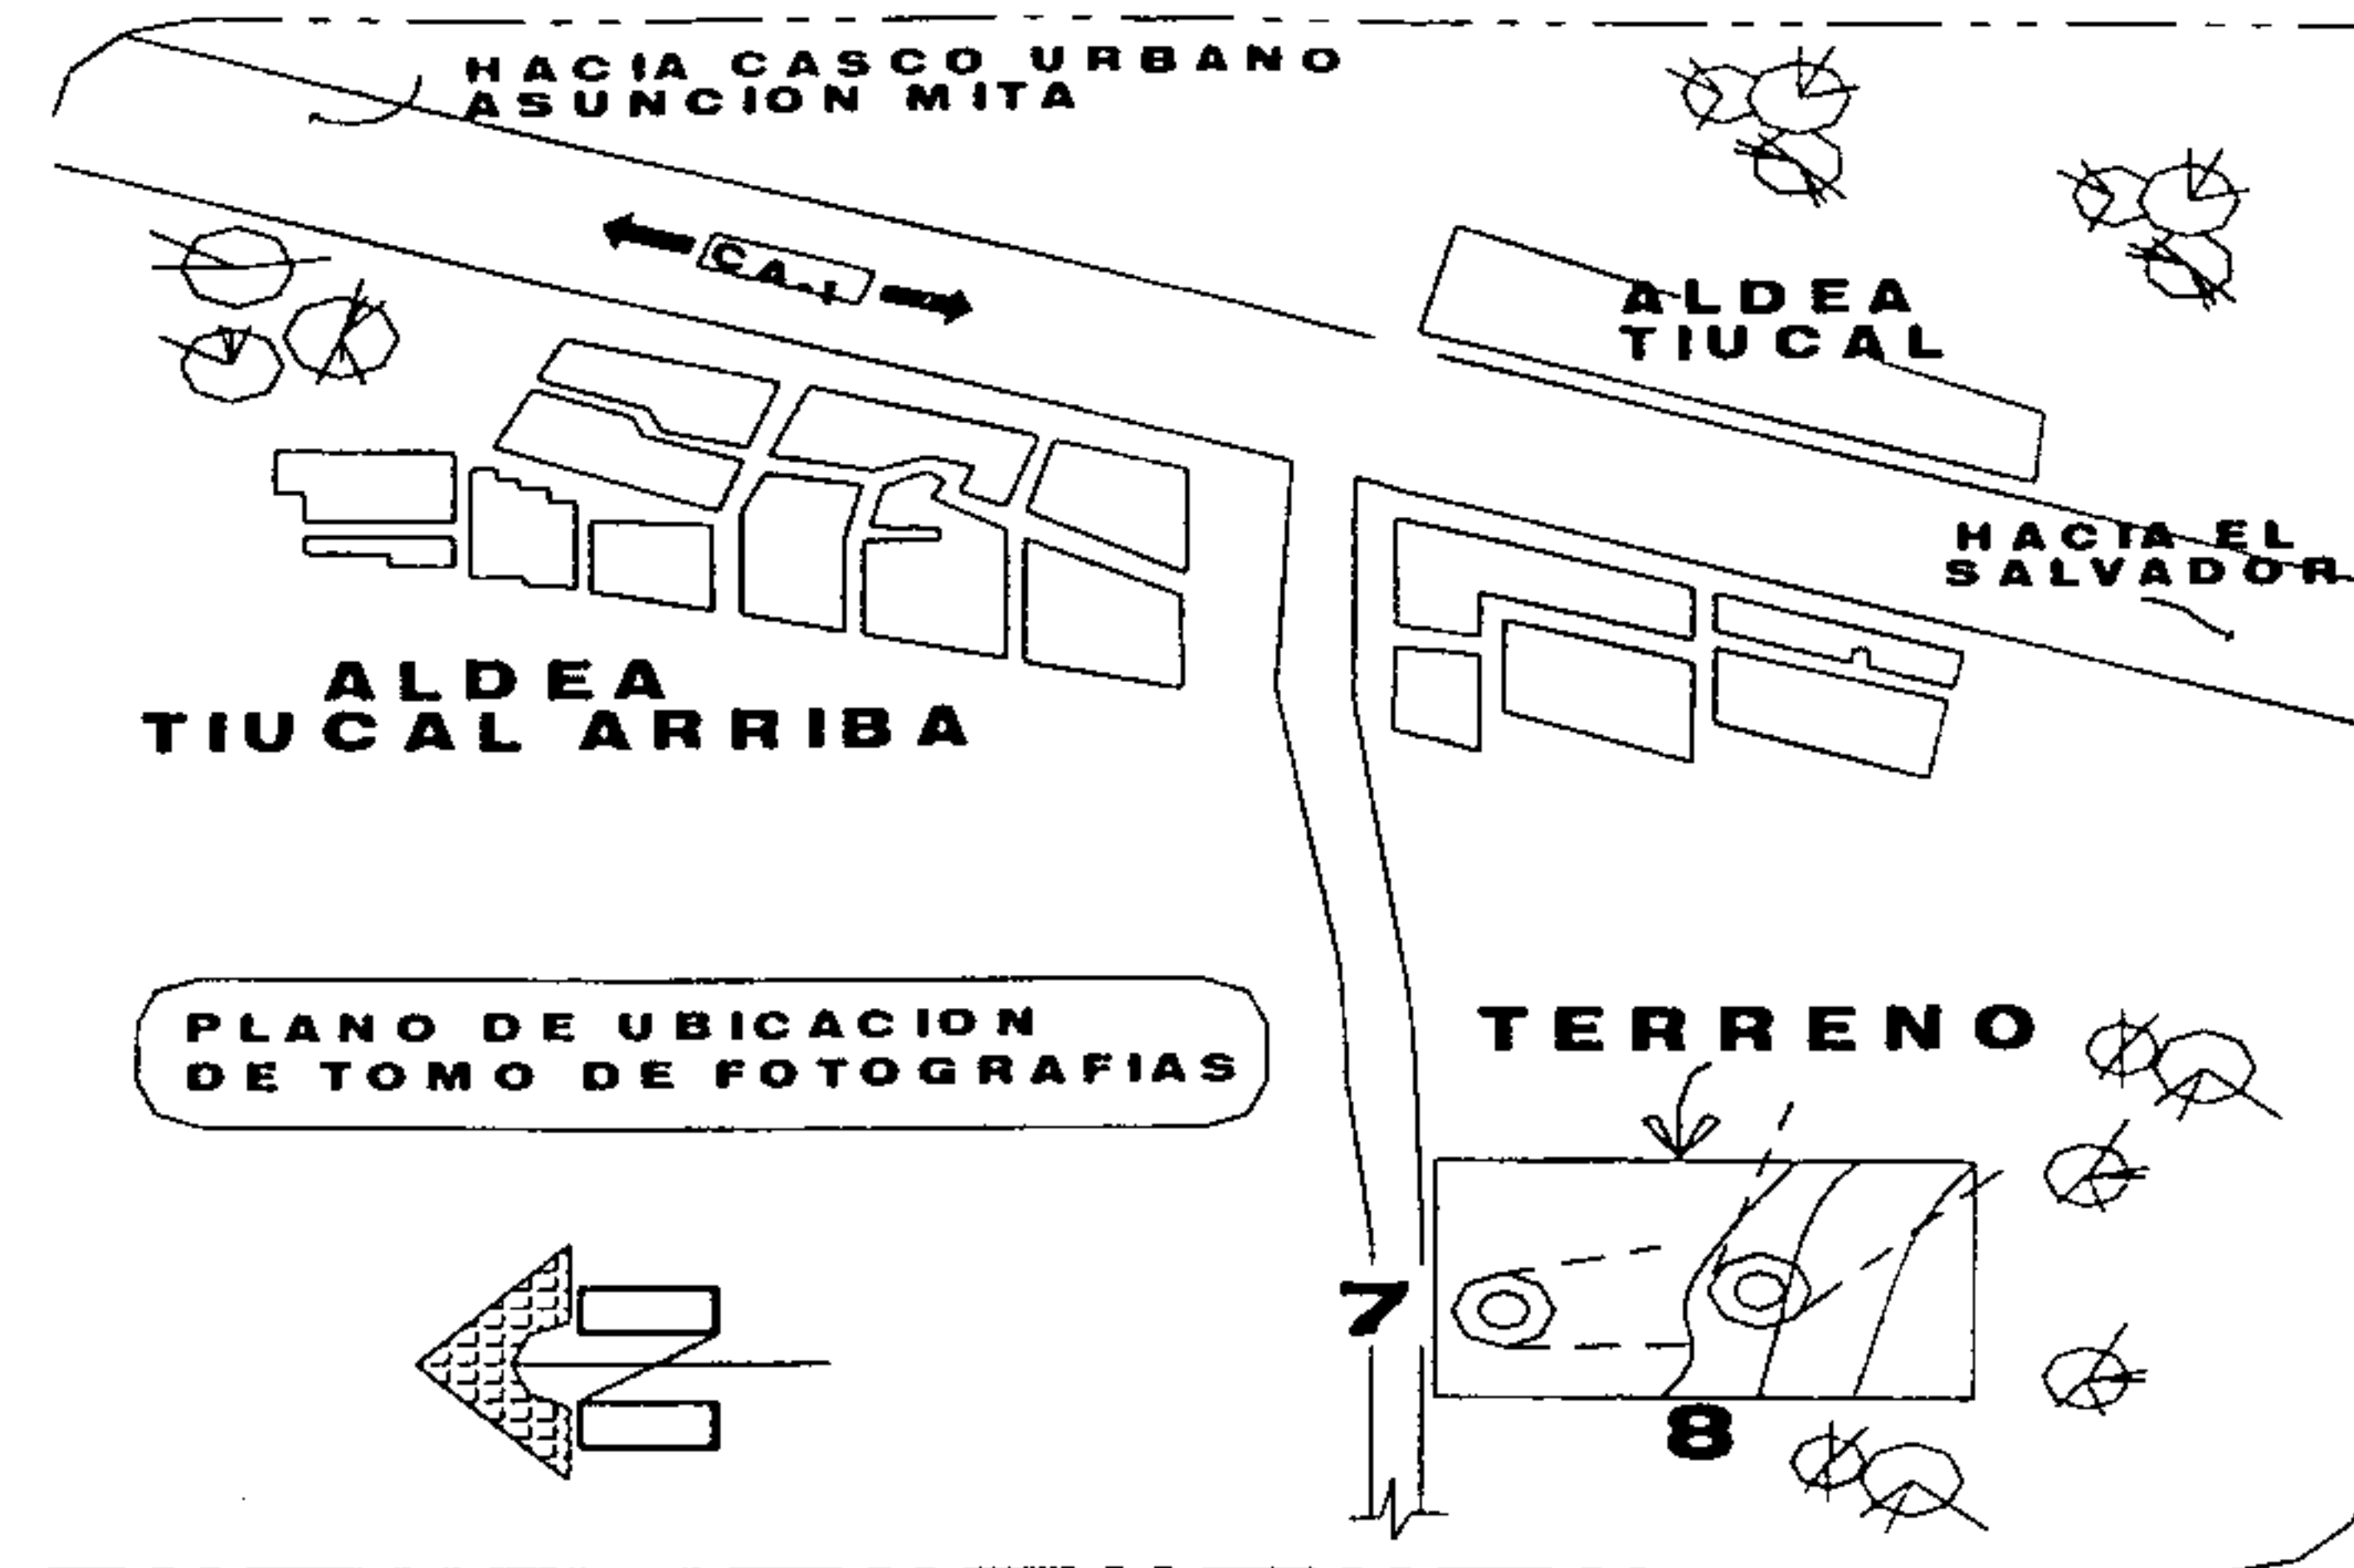 HACIA CASCO URBANO
ASUNCION MITA
CA-1
ALDEA
TIUCAL
HACIA EL
SALVADOR
ALDEA
TIUCAL ARRIBA
PLANO DE UBICACION
DE TOMO DE FOTOGRAFIAS
TERRENO
7
8
N